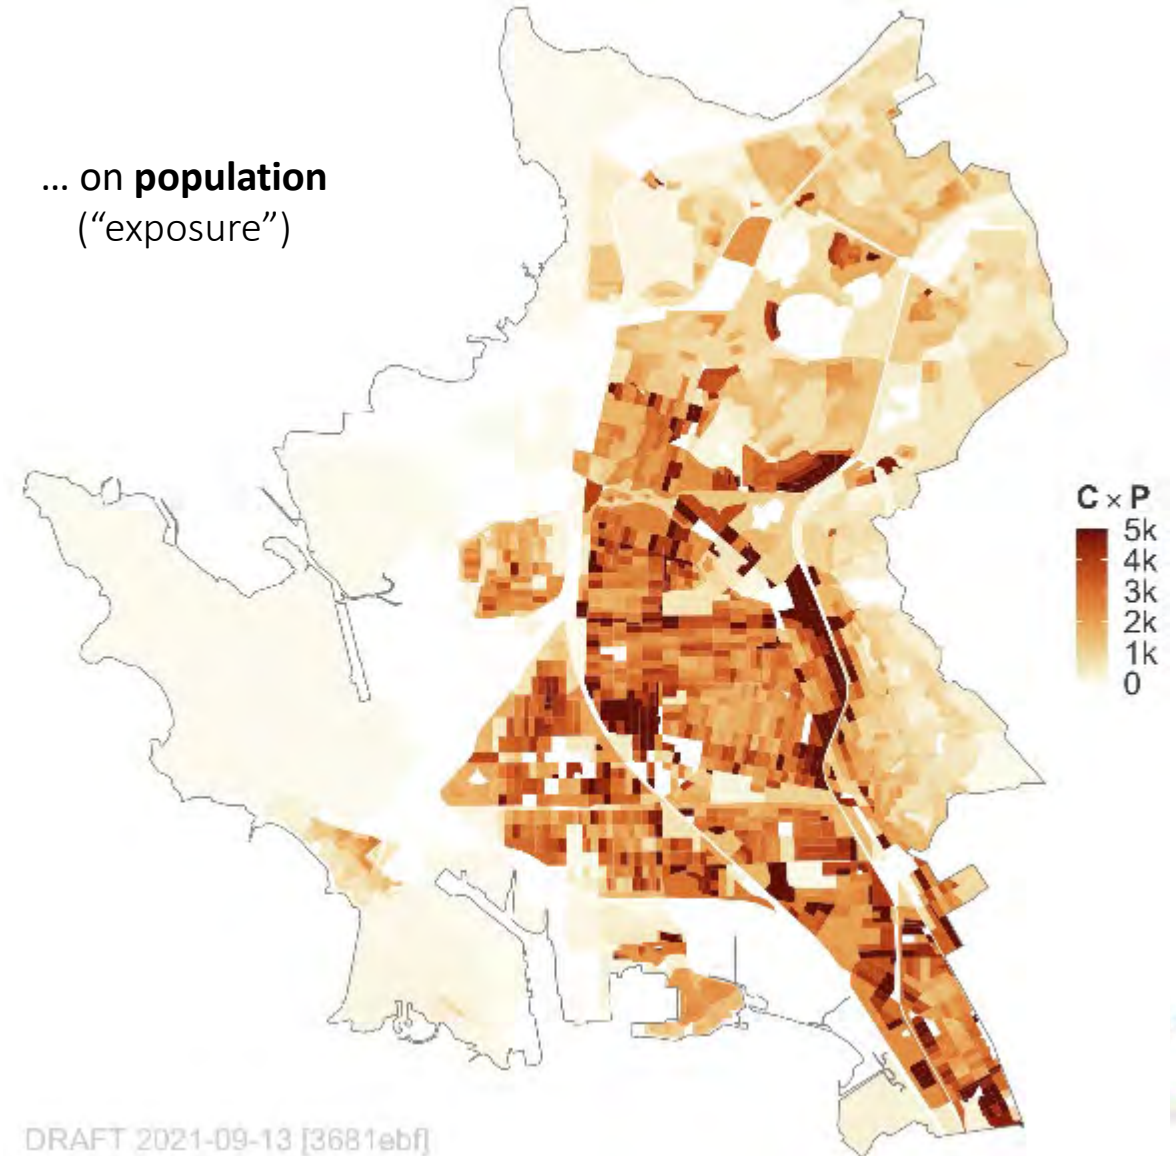 ... on population
("exposure")
C × P
5k
4k
3k
2k
1k
0
DRAFT 2021-09-13 [3681ebf]